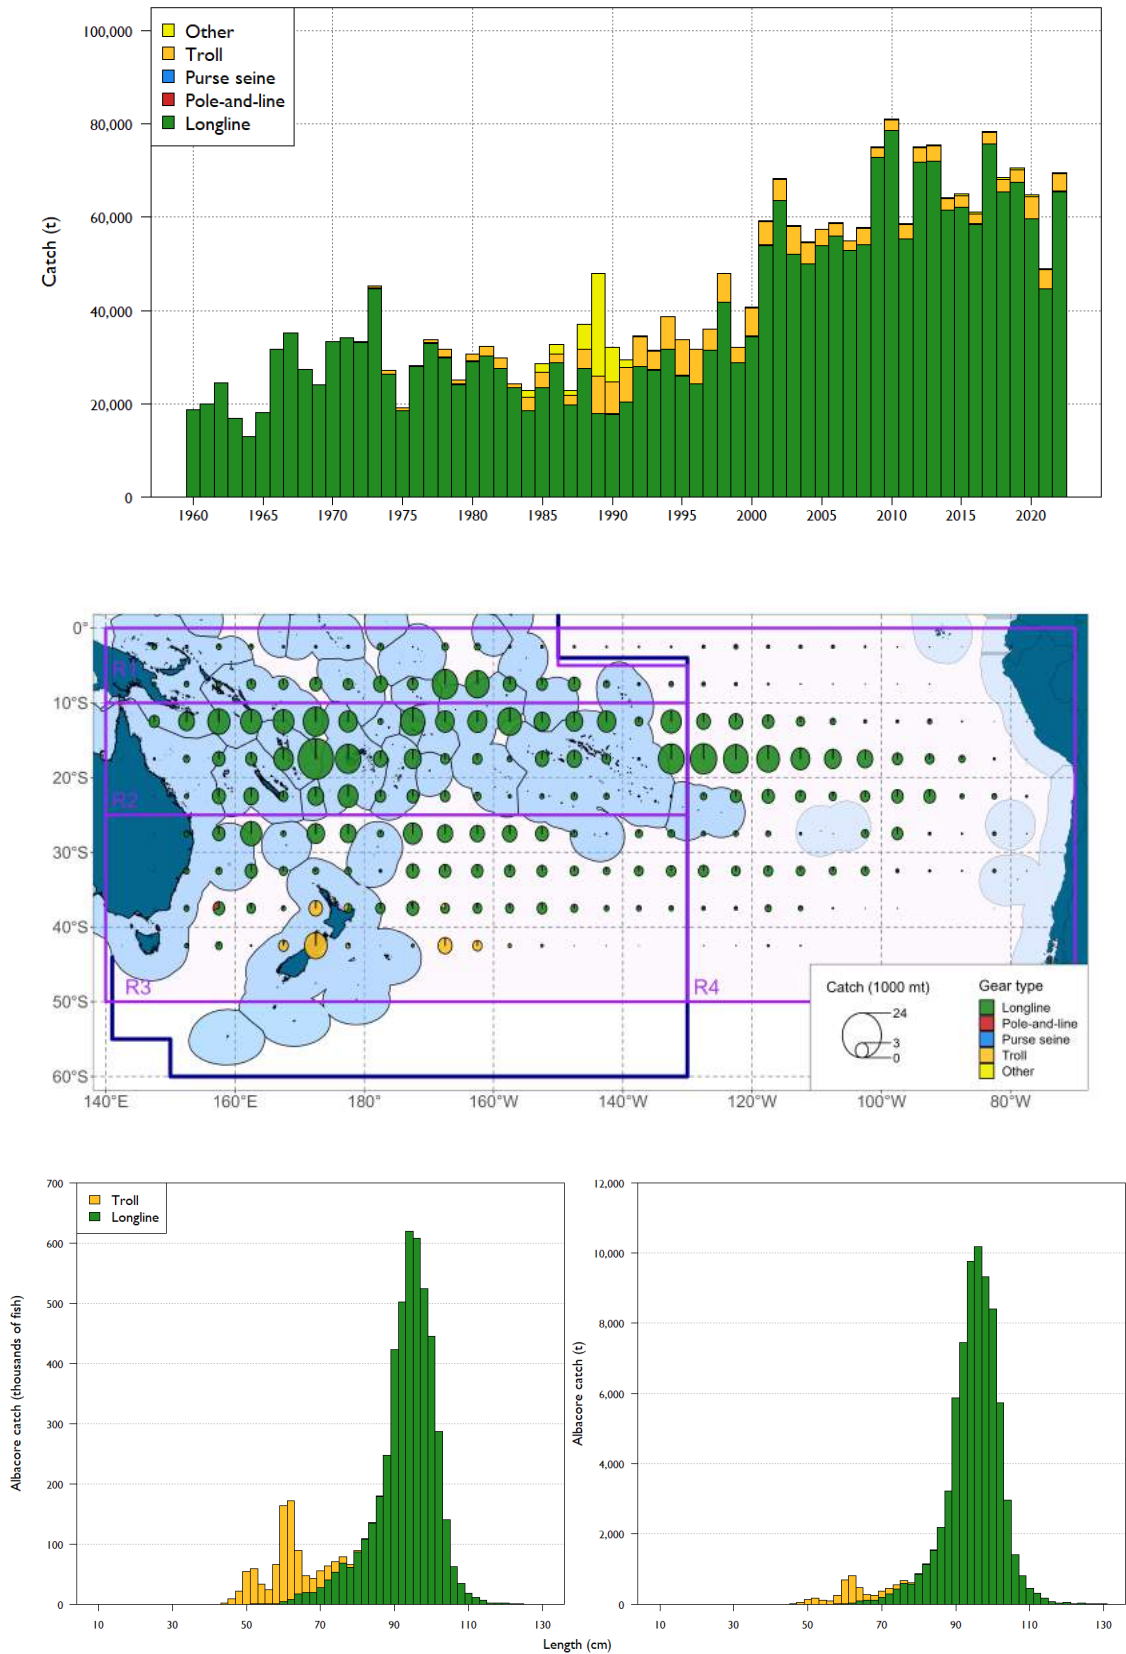 Other
Troll
Purse seine
Pole-and-line
Longline
Catch (t)
100,000
80,000
60,000
40,000
20,000
0
1960 1965 1970 1975 1980 1985 1990 1995 2000 2005 2010 2015 2020
0°
10°S
20°S
30°S
40°S
50°S
60°S
R1
R2
R3
R4
Catch (1000 mt)
24
3
0
Gear type
Longline
Pole-and-line
Purse seine
Troll
Other
140°E 160°E 180° 160°W 140°W 120°W 100°W 80°W
Troll
Longline
Albacore catch (thousands of fish)
700
600
500
400
300
200
100
0
10 30 50 70 90 110 130
Albacore catch (t)
12,000
10,000
8,000
6,000
4,000
2,000
0
10 30 50 70 90 110 130
Length (cm)